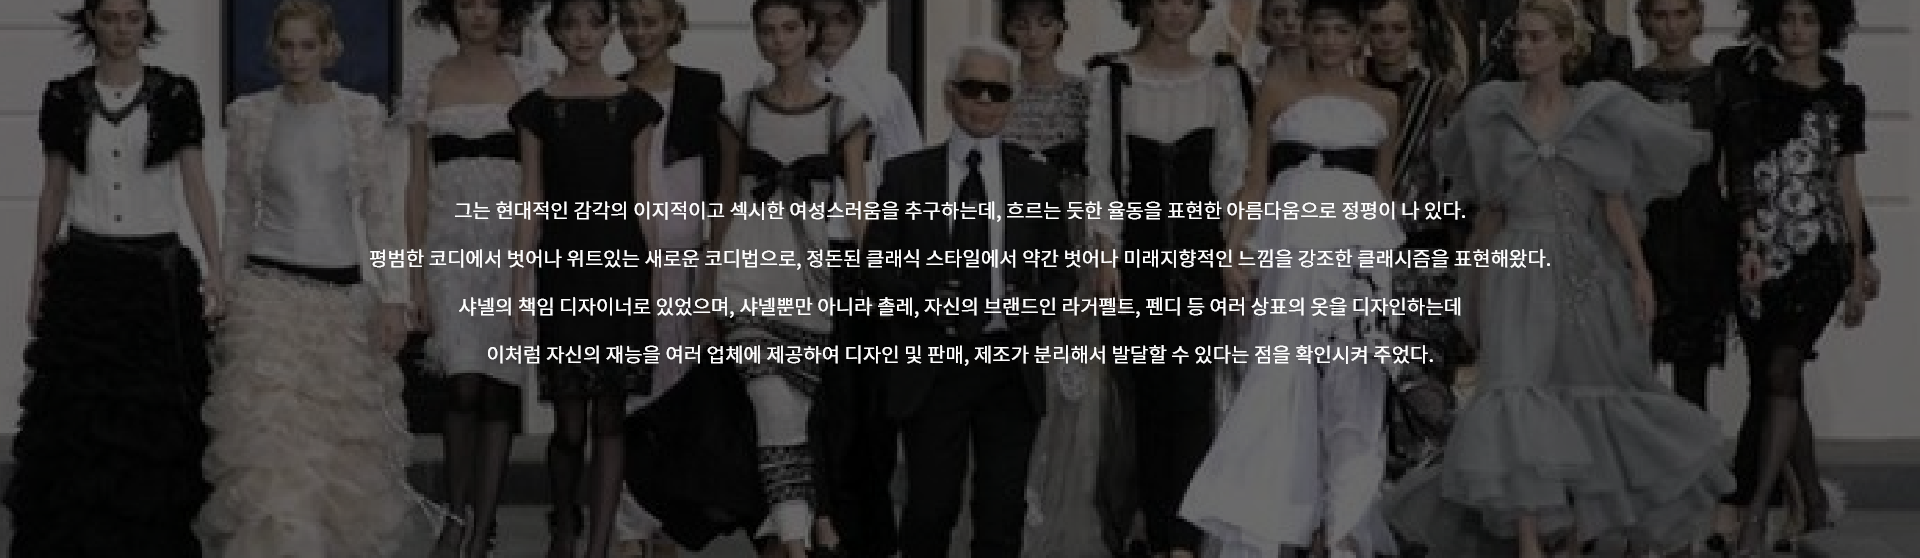 그는 현대적인 감각의 이지적이고 섹시한 여성스러움을 추구하는데, 흐르는 듯한 율동을 표현한 아름다움으로 정평이 나 있다.
평범한 코디에서 벗어나 위트있는 새로운 코디법으로, 정돈된 클래식 스타일에서 약간 벗어나 미래지향적인 느낌을 강조한 클래시즘을 표현해왔다.
샤넬의 책임 디자이너로 있었으며, 샤넬뿐만 아니라 촐레, 자신의 브랜드인 라거펠트, 펜디 등 여러 상표의 옷을 디자인하는데
이처럼 자신의 재능을 여러 업체에 제공하여 디자인 및 판매, 제조가 분리해서 발달할 수 있다는 점을 확인시켜 주었다.